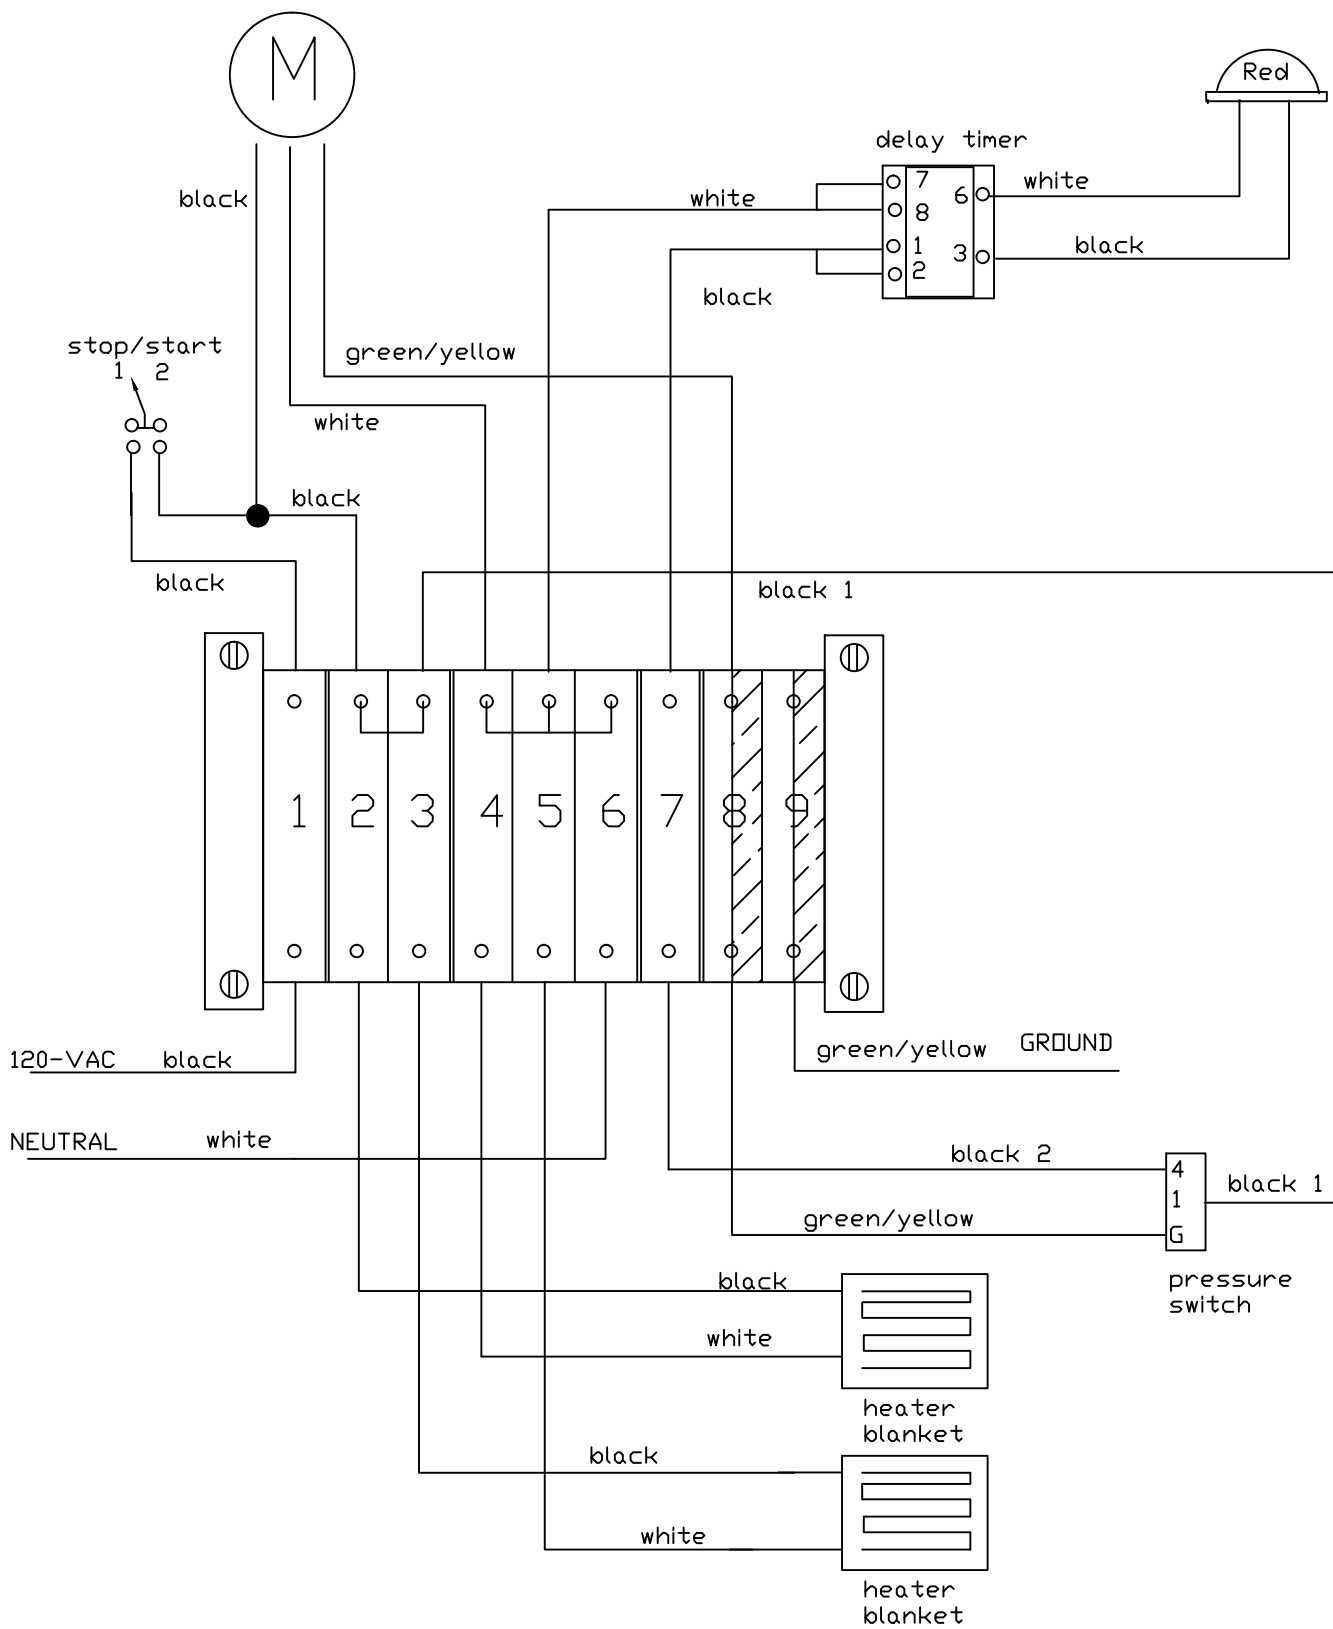 M
Red
delay timer
7
white
6
white
8
black
1
3
black
2
black
stop/start
1 2
green/yellow
white
black
black
black 1
1 2 3 4 5 6 7 8 9
GROUND
green/yellow
120-VAC black
NEUTRAL white
black 2
4
black 1
1
green/yellow
G
pressure
switch
black
white
heater
blanket
black
white
heater
blanket